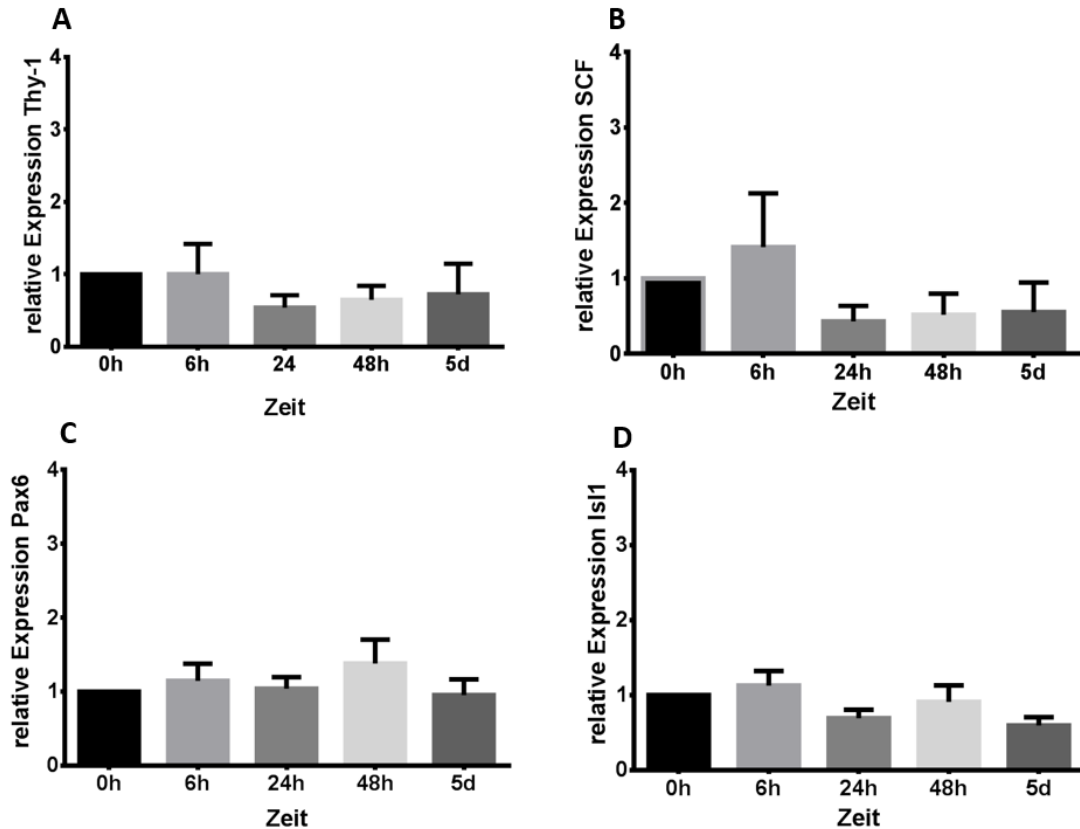 A
relative Expression Thy-1
4
3
2
1
0
0h 6h 24 48h 5d
Zeit
B
relative Expression SCF
4
3
2
1
0
0h 6h 24h 48h 5d
Zeit
C
relative Expression Pax6
4
3
2
1
0
0h 6h 24h 48h 5d
Zeit
D
relative Expression Isl1
4
3
2
1
0
0h 6h 24h 48h 5d
Zeit